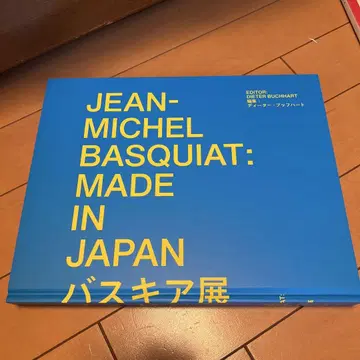 JEAN-
MICHEL
BASQUIAT:
MADE
IN
JAPAN
バスキア展
EDITOR:
DIETER BUCHHART
編集：
ディーター・ブッフハート